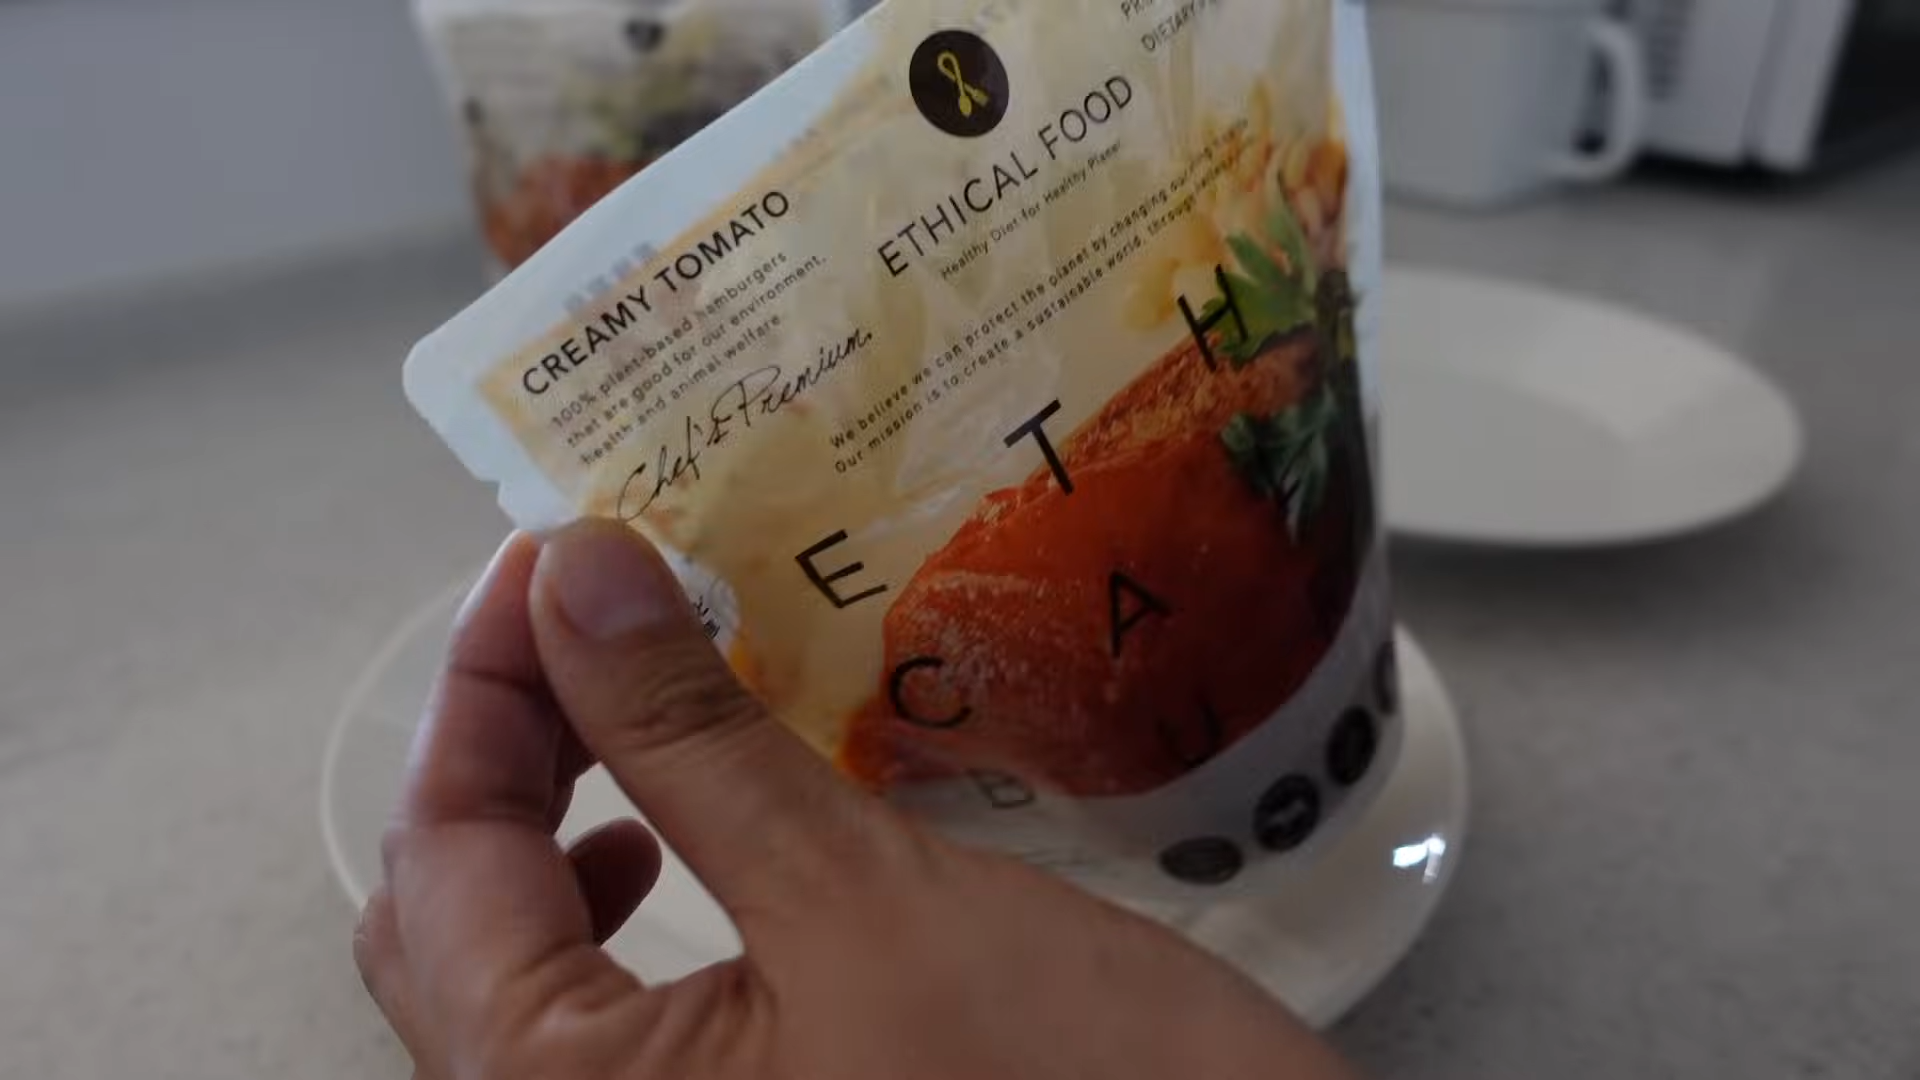 CREAMY TOMATO
100% plant-based hamburgers
that are good for our environment,
health and animal welfare.
Chef's Premium.
DIETARY
ETHICAL FOOD
Healthy Diet for Healthy Planet
We believe we can protect the planet by changing our
Our mission is to create a sustainable world, through
E T H
C A
B U